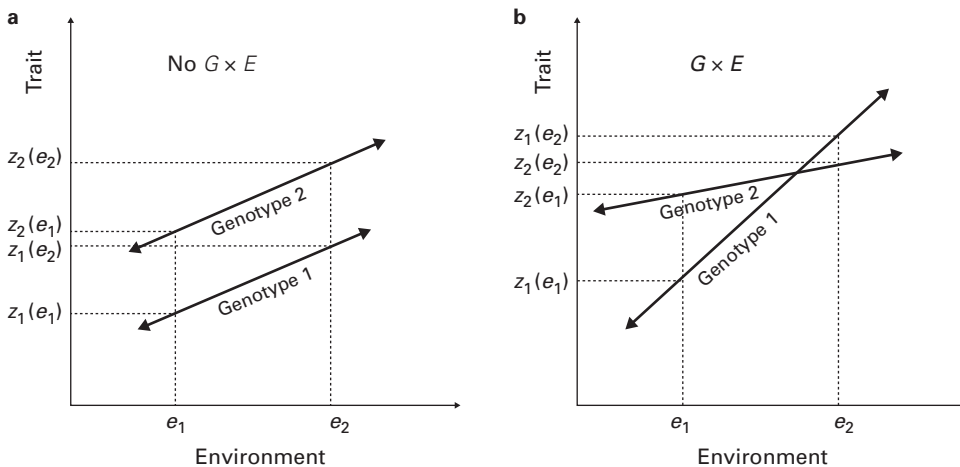 a
Trait
No G × E
z₂(e₂)
z₂(e₁)
z₁(e₂)
z₁(e₁)
Genotype 2
Genotype 1
e₁
e₂
Environment
b
Trait
G × E
z₁(e₂)
z₂(e₂)
z₂(e₁)
z₁(e₁)
Genotype 2
Genotype 1
e₁
e₂
Environment